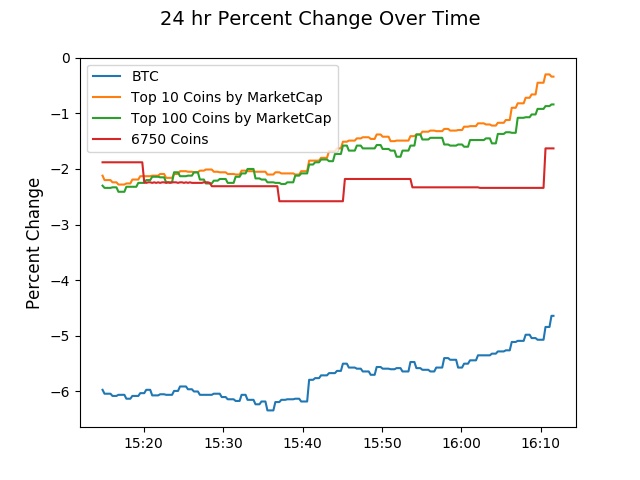 24 hr Percent Change Over Time
BTC
Top 10 Coins by MarketCap
Top 100 Coins by MarketCap
6750 Coins
Percent Change
0
−1
−2
−3
−4
−5
−6
15:20 15:30 15:40 15:50 16:00 16:10